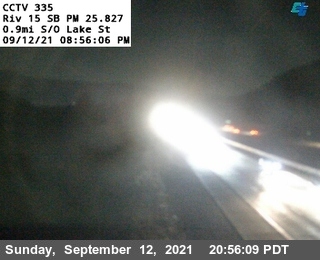 CCTV 335
Riv 15 SB PM 25.827
0.9mi S/O Lake St
09/12/21 08:56:06 PM
Sunday, September 12, 2021 20:56:09 PDT